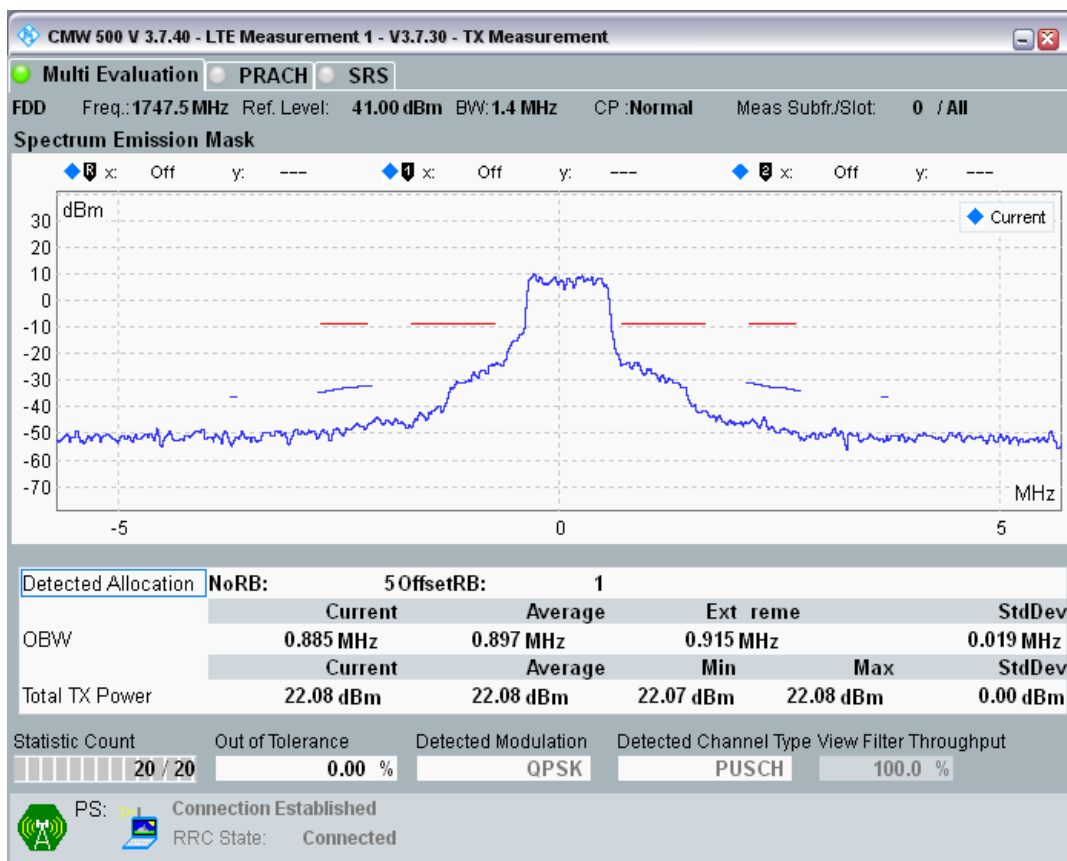 CMW 500 V 3.7.40 - LTE Measurement 1 - V3.7.30 - TX Measurement
Multi Evaluation PRACH SRS
FDD Freq.: 1747.5 MHz Ref. Level: 41.00 dBm BW: 1.4 MHz CP : Normal Meas Subfr./Slot: 0 / All
Spectrum Emission Mask
R x: Off y: --- 1 x: Off y: --- 2 x: Off y: ---
dBm
Current
30
20
10
0
-10
-20
-30
-40
-50
-60
-70
MHz
-5 0 5
Detected Allocation NoRB: 5 OffsetRB: 1
Current Average Ext reme StdDev
OBW 0.885 MHz 0.897 MHz 0.915 MHz 0.019 MHz
Current Average Min Max StdDev
Total TX Power 22.08 dBm 22.08 dBm 22.07 dBm 22.08 dBm 0.00 dBm
Statistic Count Out of Tolerance Detected Modulation Detected Channel Type View Filter Throughput
20 / 20 0.00 % QPSK PUSCH 100.0 %
PS: Connection Established
RRC State: Connected